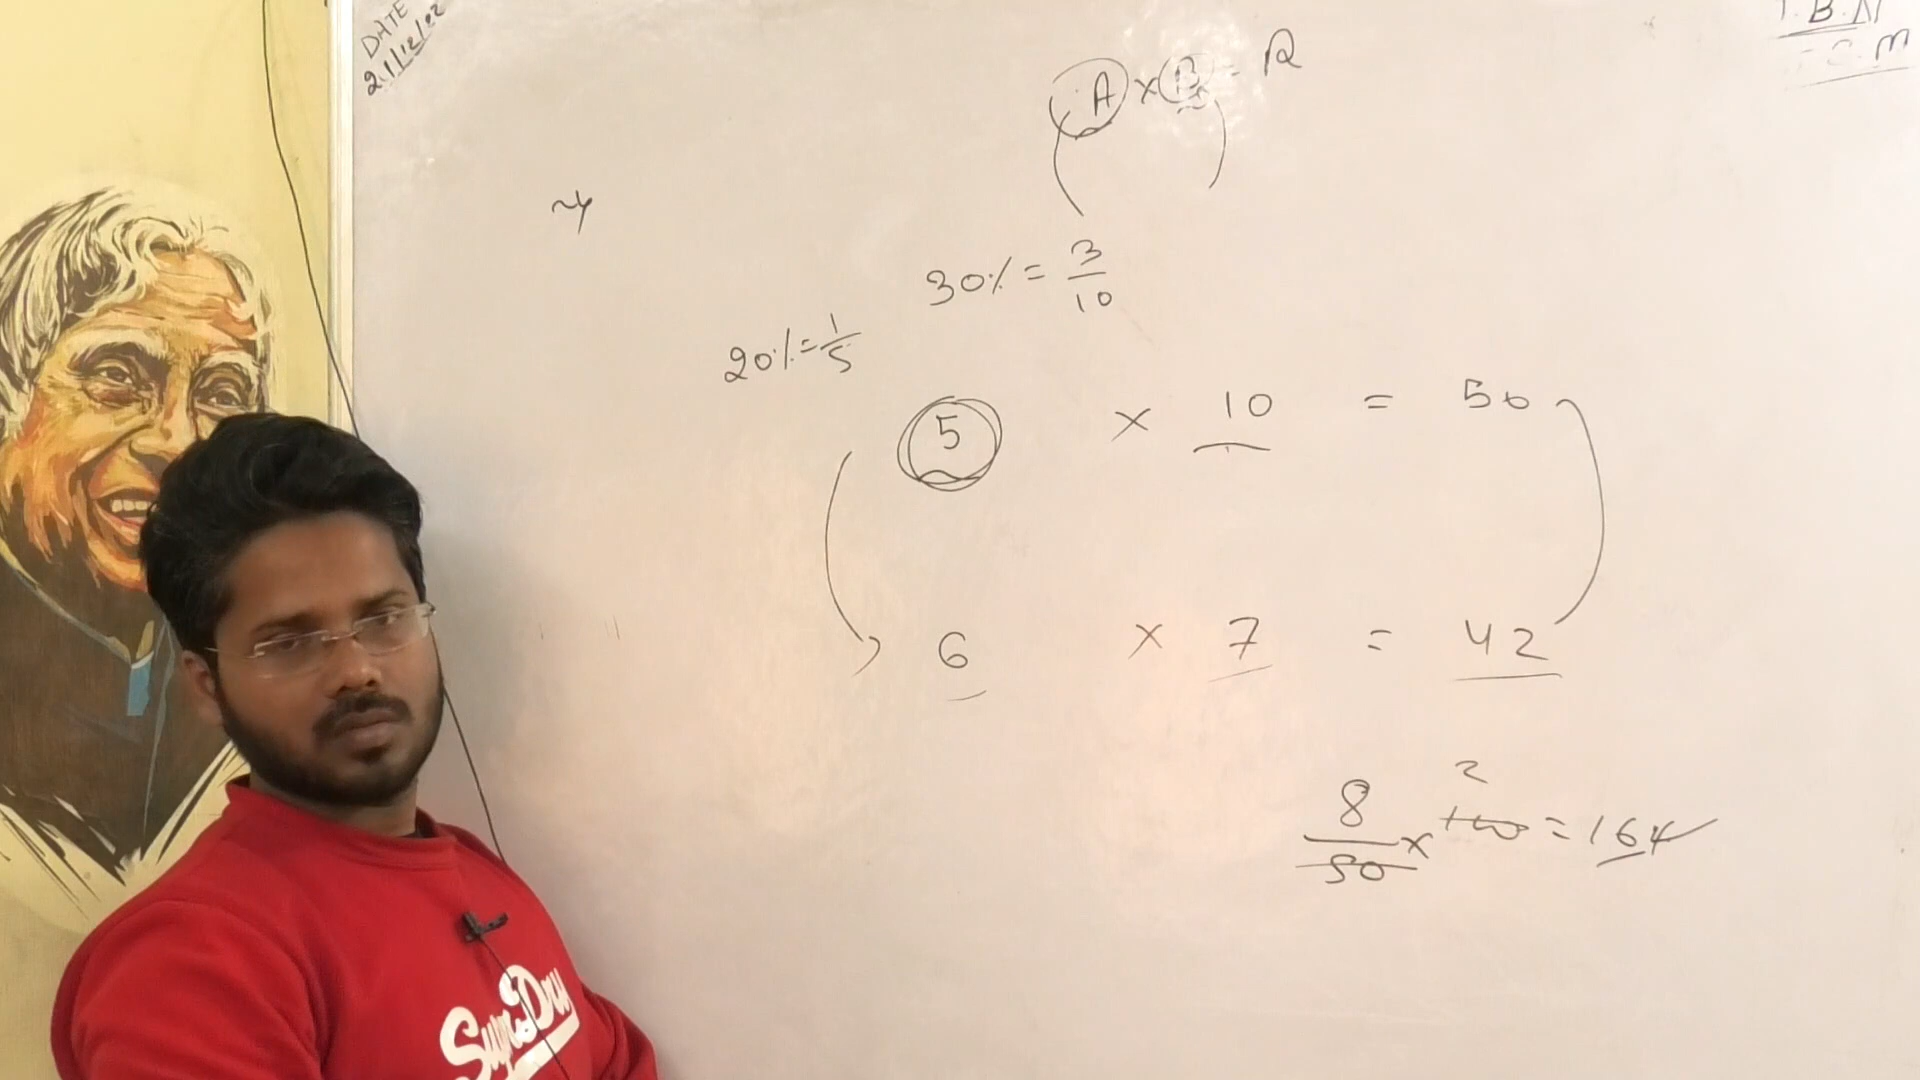 DATE
21/12/22
T.B.N
A × B = R
30% = 3/10
20% = 1/5
5 × 10 = 50
6 × 7 = 42
2
8/50 × 100 = 16%
SuperDry